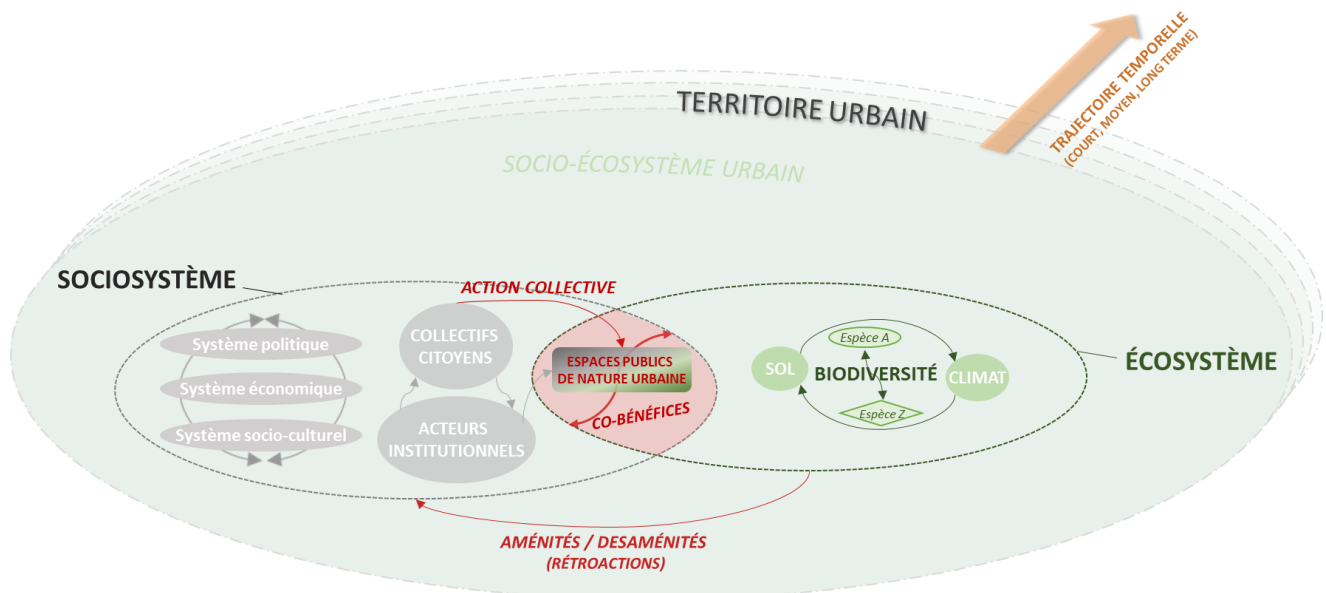 TERRITOIRE URBAIN
TRAJECTOIRE TEMPORELLE
(COURT, MOYEN, LONG TERME)
SOCIO-ÉCOSYSTÈME URBAIN
SOCIOSYSTÈME
ACTION COLLECTIVE
Système politique
Système économique
Système socio-culturel
COLLECTIFS
CITOYENS
ACTEURS
INSTITUTIONNELS
ESPACES PUBLICS
DE NATURE URBAINE
CO-BÉNÉFICES
SOL
Espèce A
BIODIVERSITÉ
Espèce Z
CLIMAT
ÉCOSYSTÈME
AMÉNITÉS / DESAMÉNITÉS
(RÉTROACTIONS)